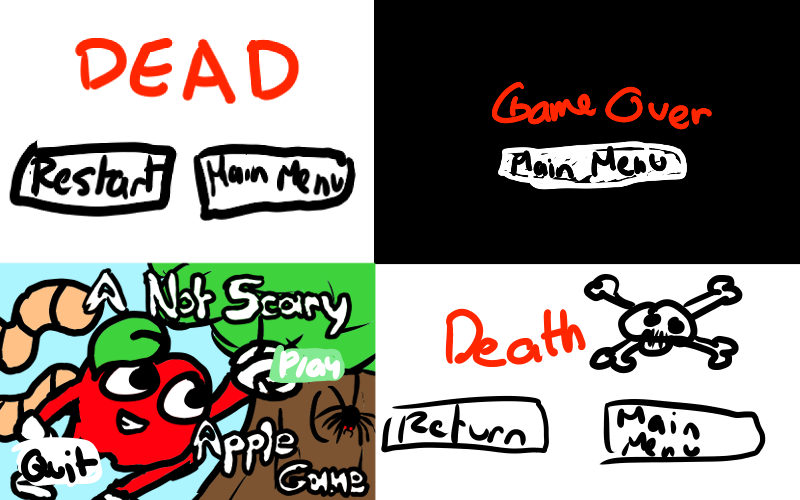 DEAD
Restart
Main Menu
Game Over
Main Menu
A Not Scary
Play
Apple
Quit
Game
Death
Return
Main
Menu